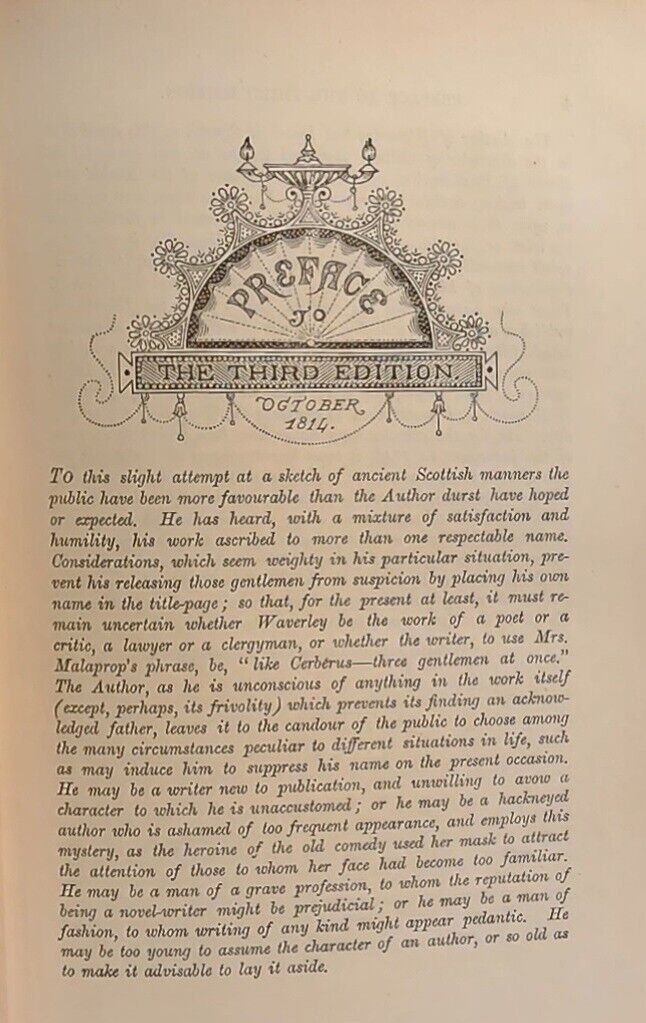 PREFACE
TO
THE THIRD EDITION.
OCTOBER,
1814.
To this slight attempt at a sketch of ancient Scottish manners the
public have been more favourable than the Author durst have hoped
or expected. He has heard, with a mixture of satisfaction and
humility, his work ascribed to more than one respectable name.
Considerations, which seem weighty in his particular situation, pre-
vent his releasing those gentlemen from suspicion by placing his own
name in the title-page; so that, for the present at least, it must re-
main uncertain whether Waverley be the work of a poet or a
critic, a lawyer or a clergyman, or whether the writer, to use Mrs.
Malaprop's phrase, be, "like Cerberus—three gentlemen at once."
The Author, as he is unconscious of anything in the work itself
(except, perhaps, its frivolity) which prevents its finding an acknow-
ledged father, leaves it to the candour of the public to choose among
the many circumstances peculiar to different situations in life, such
as may induce him to suppress his name on the present occasion.
He may be a writer new to publication, and unwilling to avow a
character to which he is unaccustomed; or he may be a hackneyed
author who is ashamed of too frequent appearance, and employs this
mystery, as the heroine of the old comedy used her mask to attract
the attention of those to whom her face had become too familiar.
He may be a man of a grave profession, to whom the reputation of
being a novel-writer might be prejudicial; or he may be a man of
fashion, to whom writing of any kind might appear pedantic. He
may be too young to assume the character of an author, or so old as
to make it advisable to lay it aside.